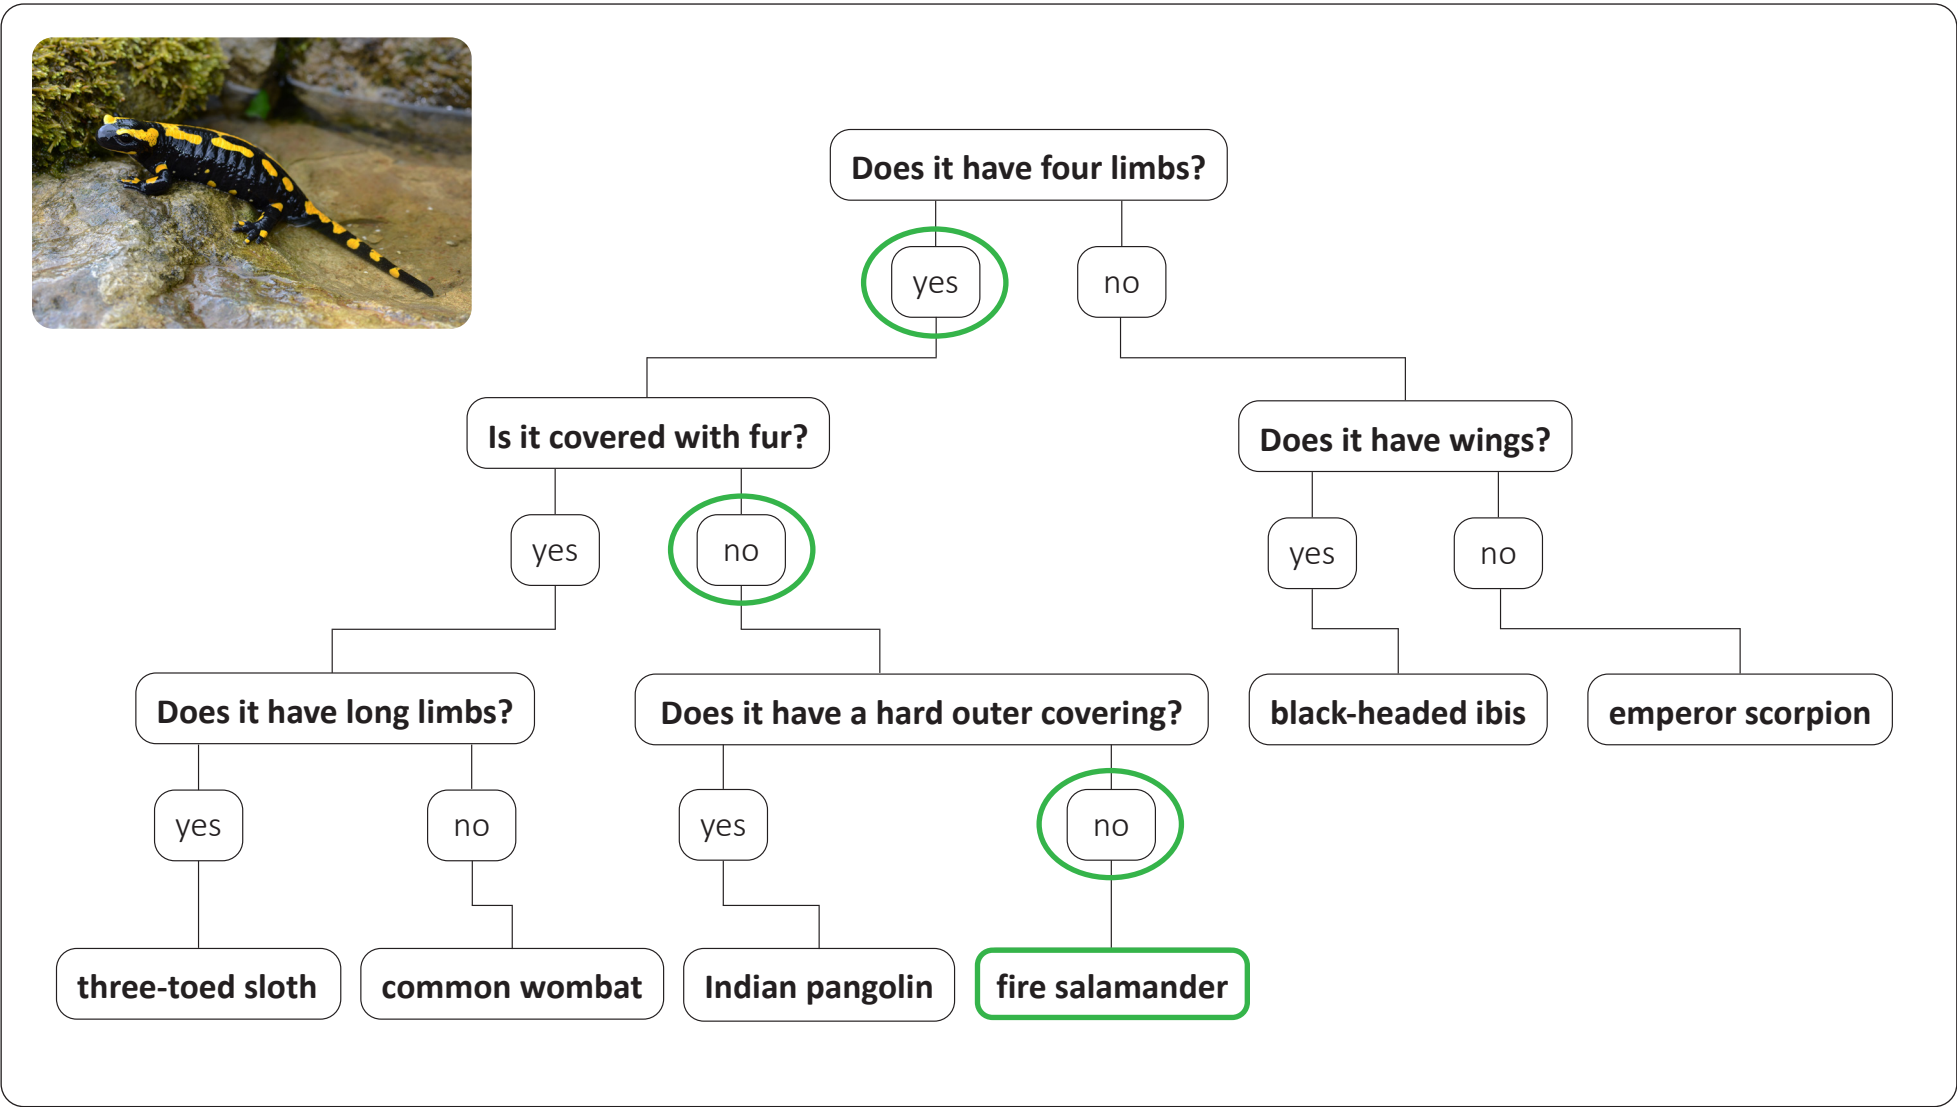 Does it have four limbs?
yes
no
Is it covered with fur?
Does it have wings?
yes
no
yes
no
Does it have long limbs?
Does it have a hard outer covering?
black-headed ibis
emperor scorpion
yes
no
yes
no
three-toed sloth
common wombat
Indian pangolin
fire salamander